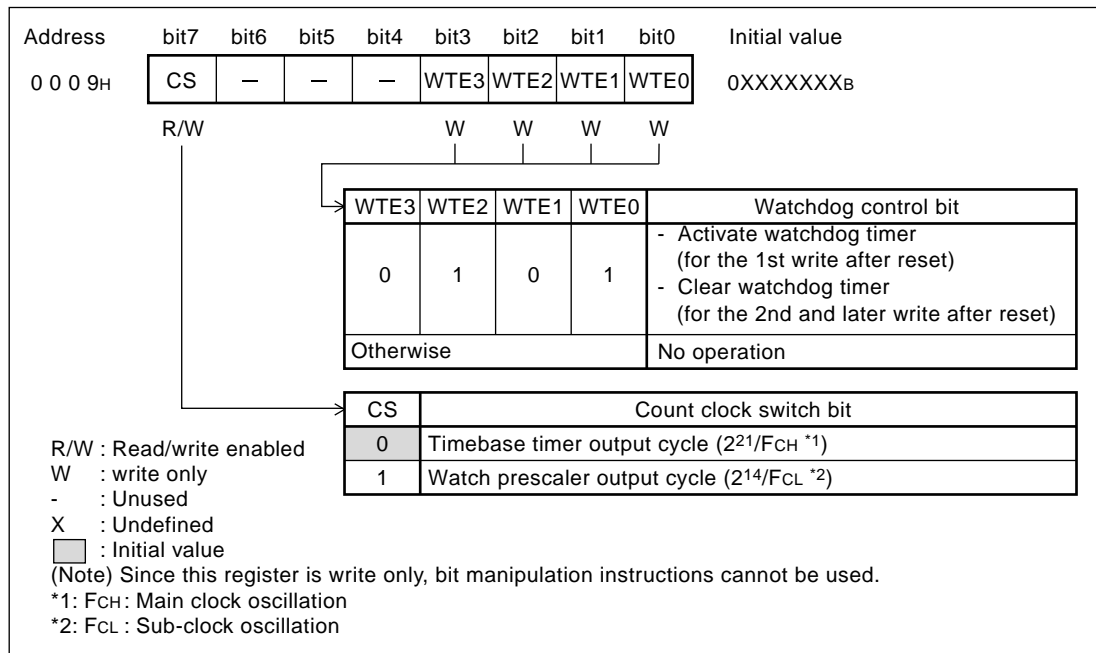 Address bit7 bit6 bit5 bit4 bit3 bit2 bit1 bit0 Initial value
0 0 0 9H CS – – – WTE3 WTE2 WTE1 WTE0 0XXXXXXXB
R/W W W W W
WTE3 WTE2 WTE1 WTE0 Watchdog control bit
0 1 0 1 - Activate watchdog timer
(for the 1st write after reset)
- Clear watchdog timer
(for the 2nd and later write after reset)
Otherwise No operation
CS Count clock switch bit
0 Timebase timer output cycle (2²¹/FCH *1)
1 Watch prescaler output cycle (2¹⁴/FCL *2)
R/W : Read/write enabled
W : write only
- : Unused
X : Undefined
: Initial value
(Note) Since this register is write only, bit manipulation instructions cannot be used.
*1: FCH : Main clock oscillation
*2: FCL : Sub-clock oscillation